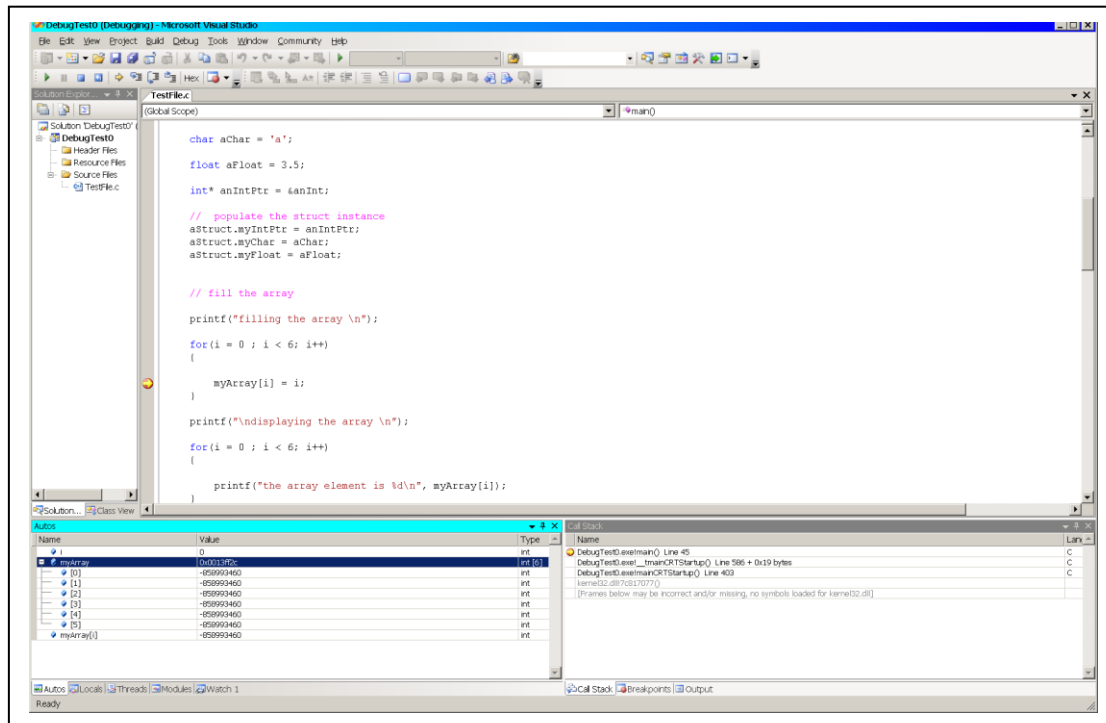 DebugTest0 (Debugging) - Microsoft Visual Studio
File Edit View Project Build Debug Tools Window Community Help
Hex
Solution Explor...
TestFile.c
(Global Scope)
main()
Solution 'DebugTest0' (
DebugTest0
Header Files
Resource Files
Source Files
TestFile.c
char aChar = 'a';
float aFloat = 3.5;
int* anIntPtr = &anInt;
// populate the struct instance
aStruct.myIntPtr = anIntPtr;
aStruct.myChar = aChar;
aStruct.myFloat = aFloat;
// fill the array
printf("filling the array \n");
for(i = 0 ; i < 6; i++)
{
myArray[i] = i;
}
printf("\ndisplaying the array \n");
for(i = 0 ; i < 6; i++)
{
printf("the array element is %d\n", myArray[i]);
}
Solution... Class View
Autos
Name Value Type
i 0 int
myArray 0x0013ff2c int [6]
[0] -858993460 int
[1] -858993460 int
[2] -858993460 int
[3] -858993460 int
[4] -858993460 int
[5] -858993460 int
myArray[i] -858993460 int
Autos Locals Threads Modules Watch 1
Call Stack
Name Lan
DebugTest0.exe!main() Line 45 C
DebugTest0.exe!__tmainCRTStartup() Line 586 + 0x19 bytes C
DebugTest0.exe!mainCRTStartup() Line 403 C
kernel32.dll!7c817077()
[Frames below may be incorrect and/or missing, no symbols loaded for kernel32.dll]
Call Stack Breakpoints Output
Ready